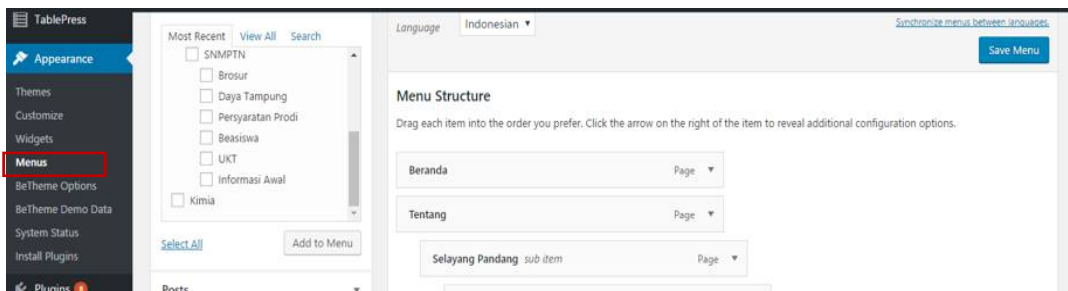 TablePress
Appearance
Themes
Customize
Widgets
Menus
BeTheme Options
BeTheme Demo Data
System Status
Install Plugins
Plugins
Most Recent View All Search
SNMPTN
Brosur
Daya Tampung
Persyaratan Prodi
Beasiswa
UKT
Informasi Awal
Kimia
Select All Add to Menu
Posts
Language Indonesian
Synchronize menus between languages.
Save Menu
Menu Structure
Drag each item into the order you prefer. Click the arrow on the right of the item to reveal additional configuration options.
Beranda Page
Tentang Page
Selayang Pandang sub item Page